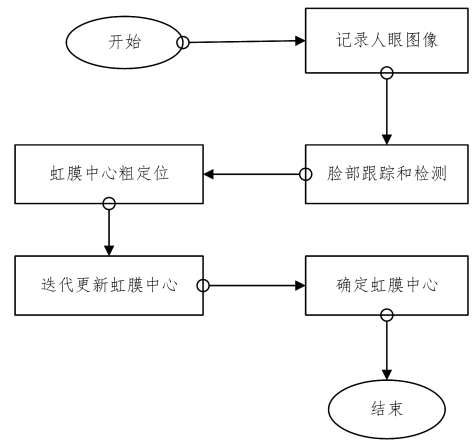 开始
记录人眼图像
脸部跟踪和检测
虹膜中心粗定位
迭代更新虹膜中心
确定虹膜中心
结束